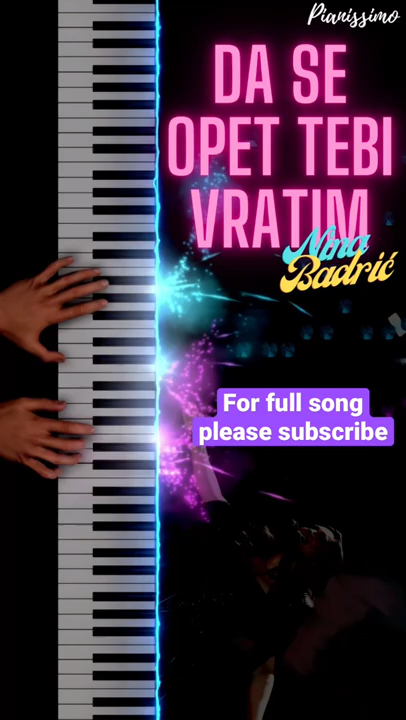 Pianissimo
DA SE
OPET TEBI
VRATIM
Nina
Badrić
For full song
please subscribe